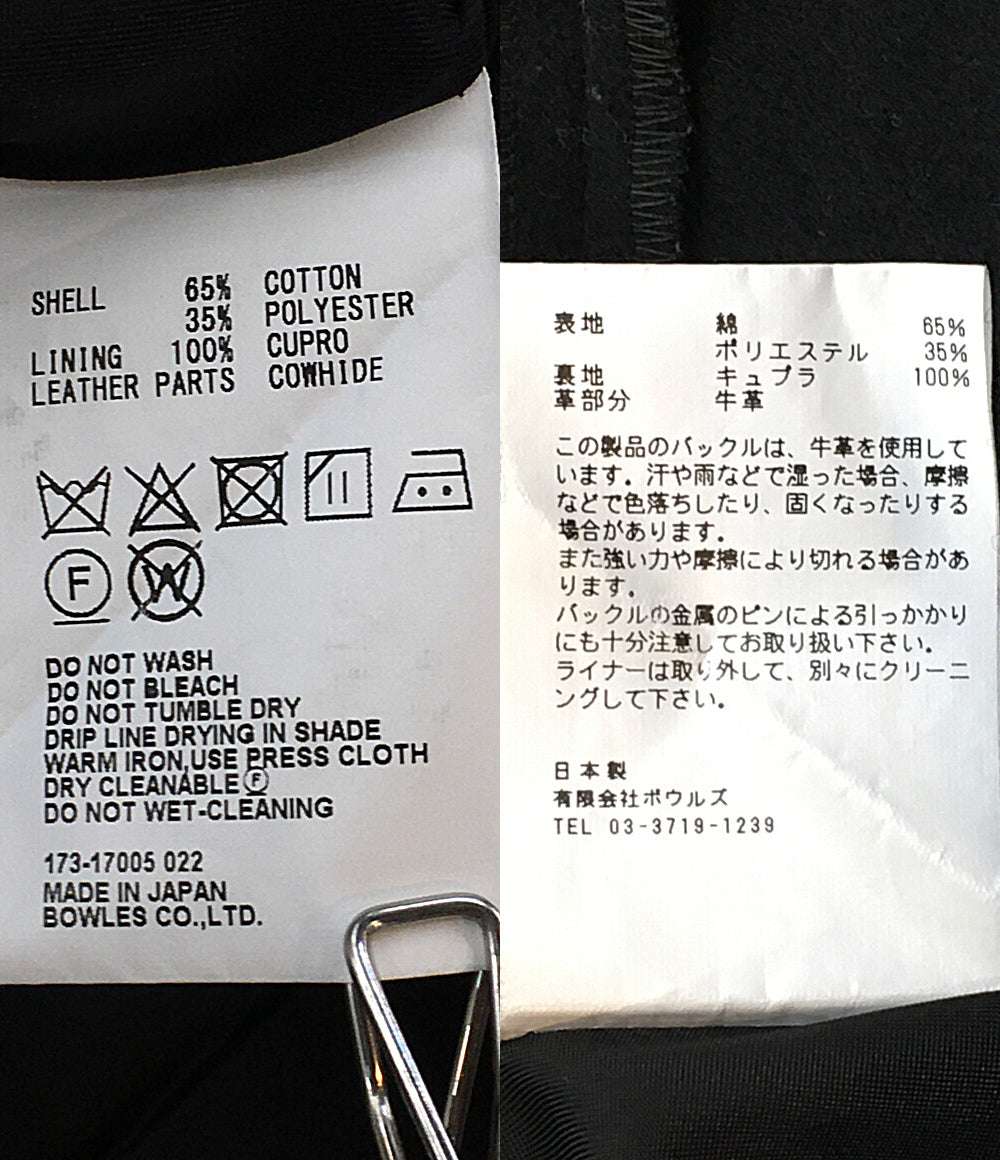 SHELL 65% COTTON
35% POLYESTER
LINING 100% CUPRO
LEATHER PARTS COWHIDE
F
W
DO NOT WASH
DO NOT BLEACH
DO NOT TUMBLE DRY
DRIP LINE DRYING IN SHADE
WARM IRON,USE PRESS CLOTH
DRY CLEANABLE Ⓕ
DO NOT WET-CLEANING
173-17005 022
MADE IN JAPAN
BOWLES CO.,LTD.
表地 綿 65%
ポリエステル 35%
裏地 キュプラ 100%
革部分 牛革
この製品のバックルは、牛革を使用して
います。汗や雨などで湿った場合、摩擦
などで色落ちしたり、固くなったりする
場合があります。
また強い力や摩擦により切れる場合があ
ります。
バックルの金属のピンによる引っかかり
にも十分注意してお取り扱い下さい。
ライナーは取り外して、別々にクリーニ
ングして下さい。
日本製
有限会社ボウルズ
TEL 03-3719-1239